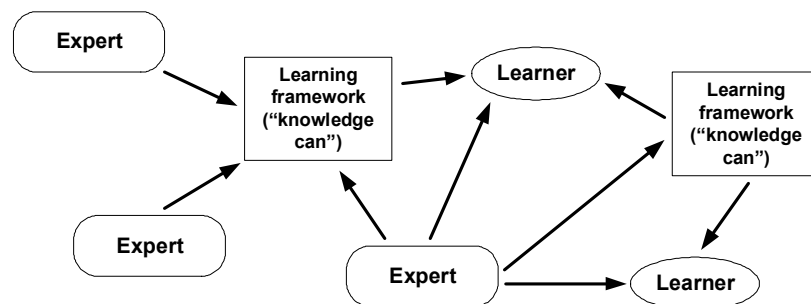 Expert
Learning
framework
(“knowledge
can”)
Learner
Learning
framework
(“knowledge
can”)
Expert
Expert
Learner